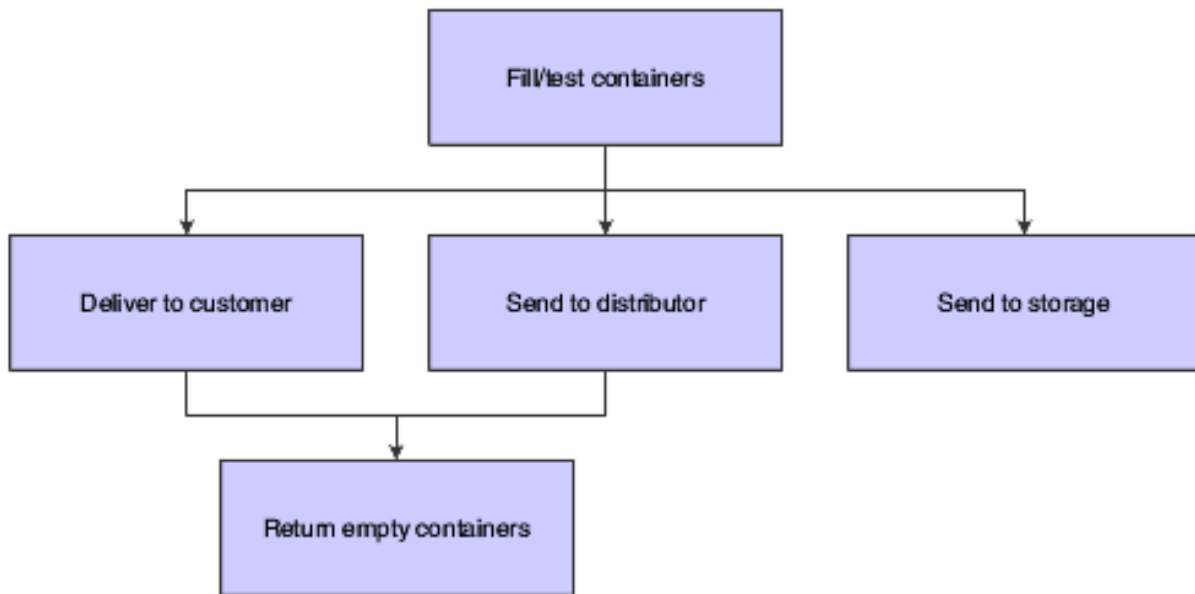 Fill/test containers
Deliver to customer
Send to distributor
Send to storage
Return empty containers